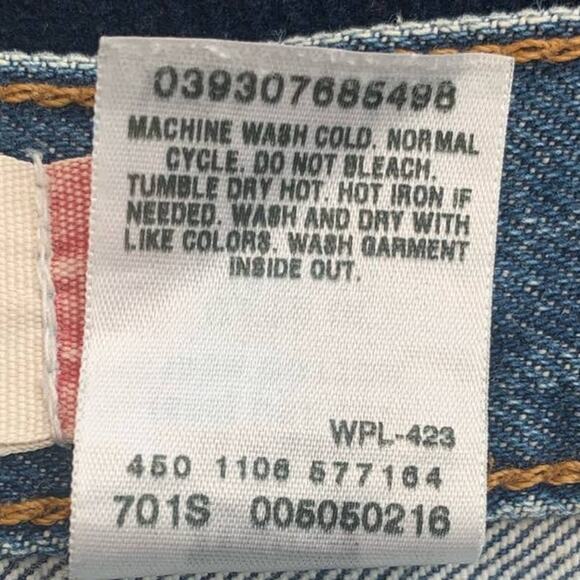 039307685498
MACHINE WASH COLD. NORMAL
CYCLE. DO NOT BLEACH.
TUMBLE DRY HOT. HOT IRON IF
NEEDED. WASH AND DRY WITH
LIKE COLORS. WASH GARMENT
INSIDE OUT.
WPL-423
450 1106 577164
701S 005050216